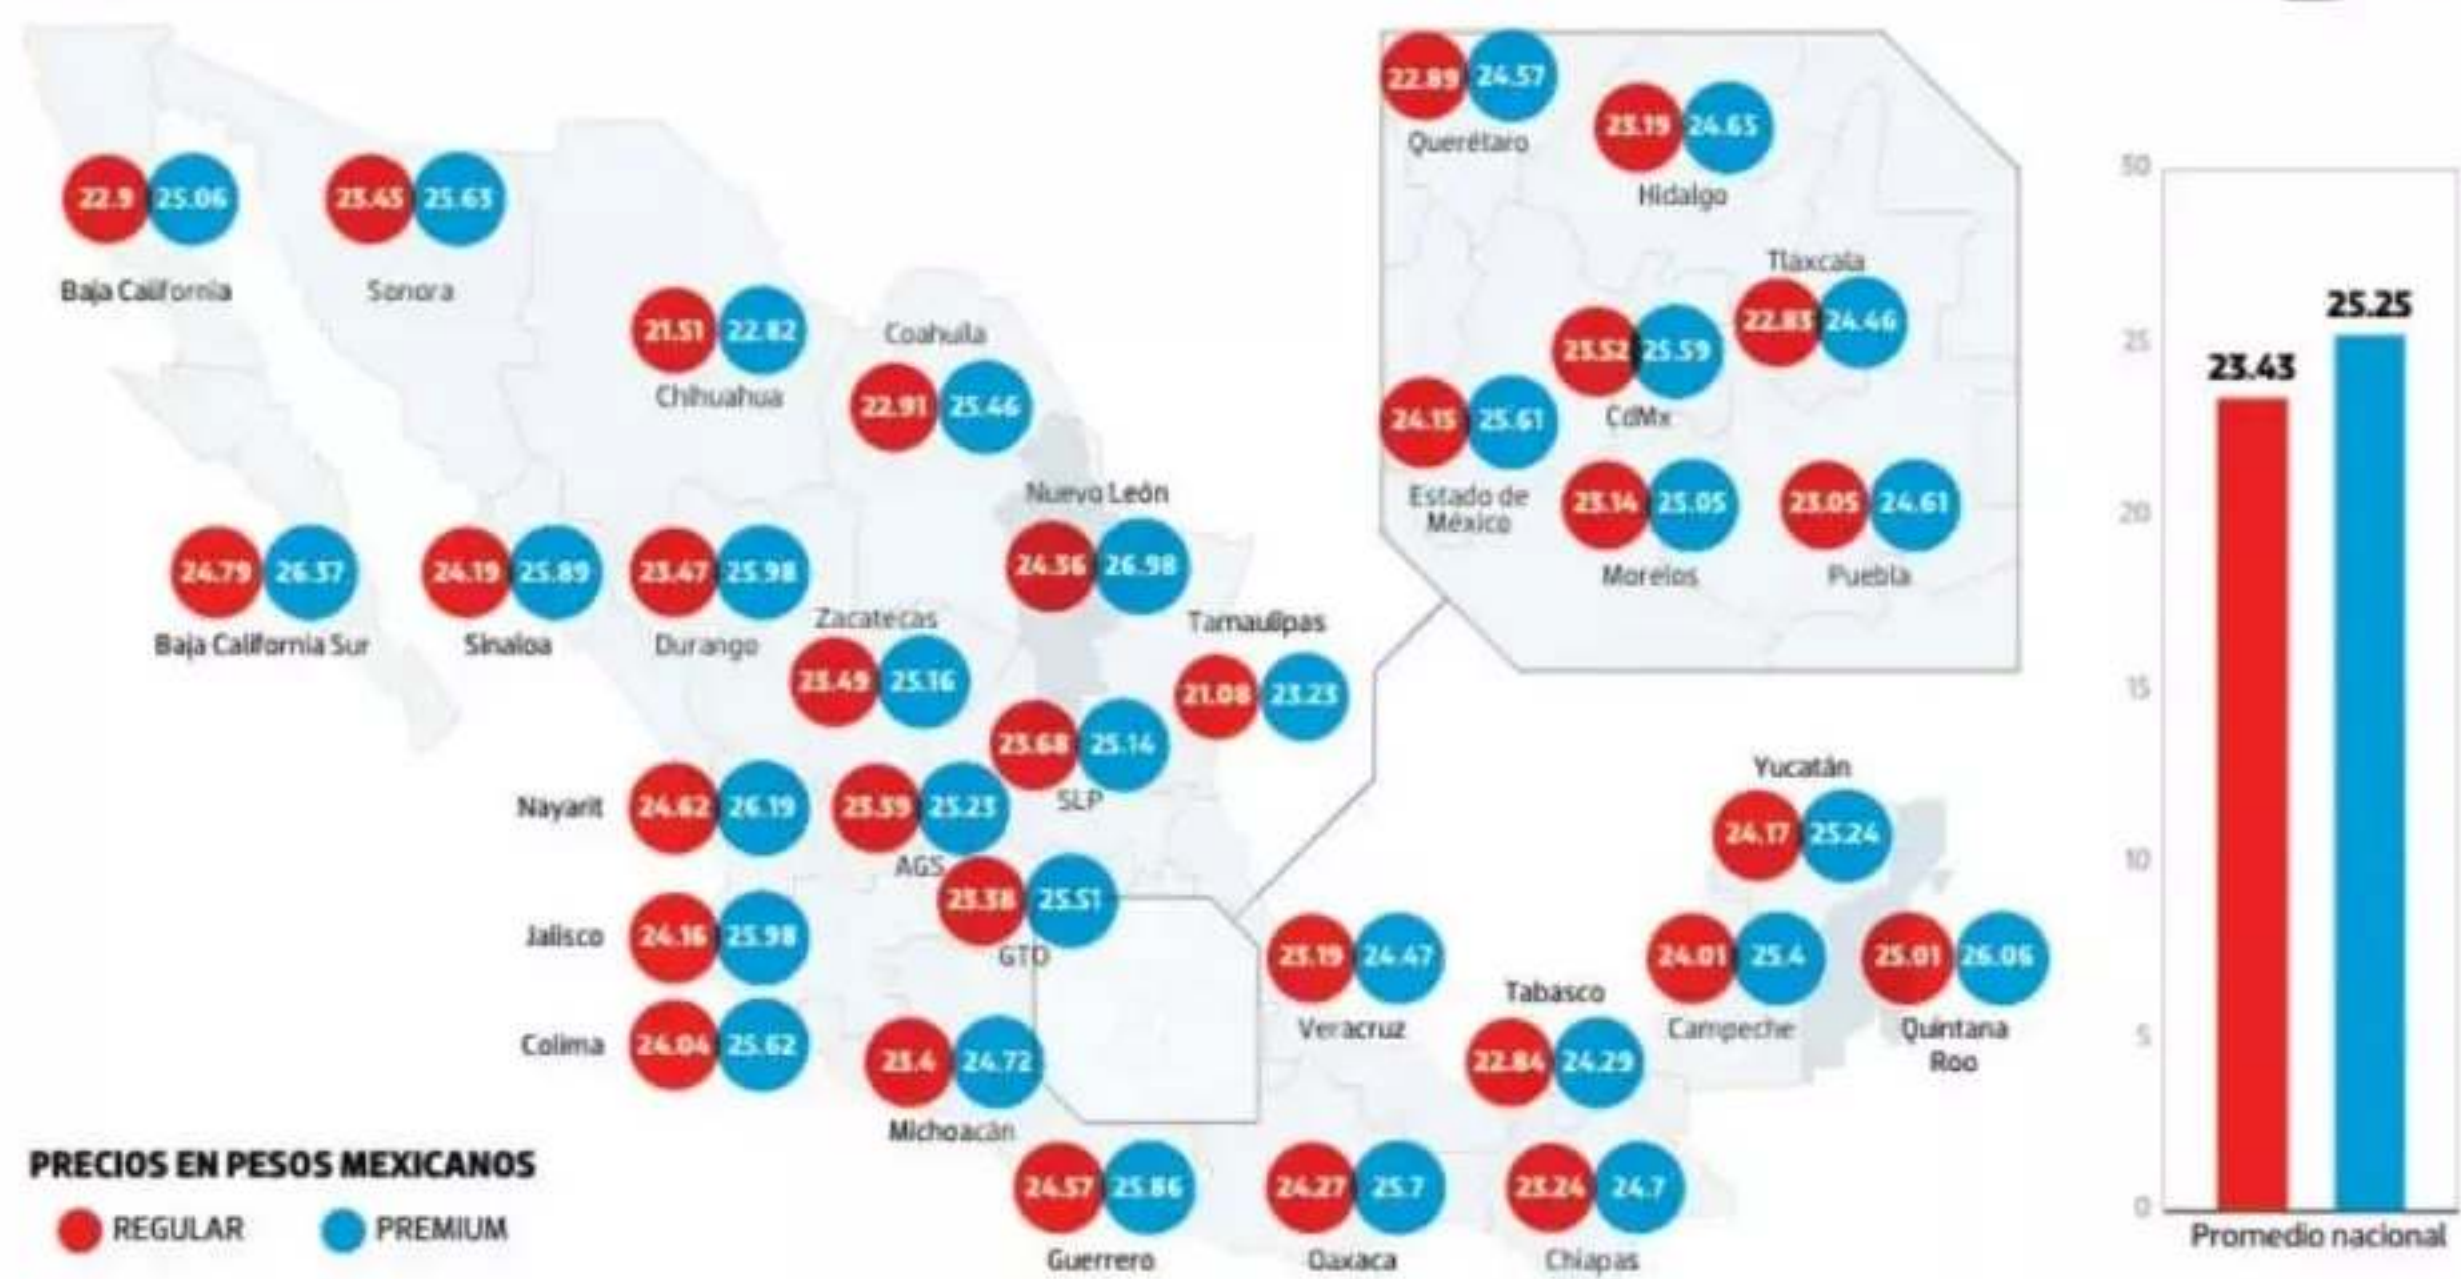 22.89 24.57
Querétaro
23.19 24.65
Hidalgo
22.9 25.06
Baja California
23.45 25.63
Sonora
21.51 22.82
Chihuahua
Coahuila
22.91 25.46
Tlaxcala
22.83 24.46
23.52 25.59
CdMx
24.15 25.61
Estado de
México
23.14 25.05
Morelos
23.05 24.61
Puebla
Nuevo León
24.36 26.98
24.79 26.37
Baja California Sur
24.19 25.89
Sinaloa
23.47 25.98
Durango
Zacatecas
23.49 25.16
Tamaulipas
21.08 23.23
23.68 25.14
SLP
Nayarit 24.62 26.19
25.23
AGS
23.38 25.51
GTO
Jalisco 24.16 25.98
Colima 24.04 25.62
23.4 24.72
Michoacán
23.19 24.47
Veracruz
Tabasco
22.84 24.29
Yucatán
24.17 25.24
24.01 25.4
Campeche
25.01 26.06
Quintana
Roo
24.57 25.86
Guerrero
24.27 25.7
Oaxaca
23.24 24.7
Chiapas
PRECIOS EN PESOS MEXICANOS
REGULAR PREMIUM
30
25
20
15
10
5
0
23.43
25.25
Promedio nacional